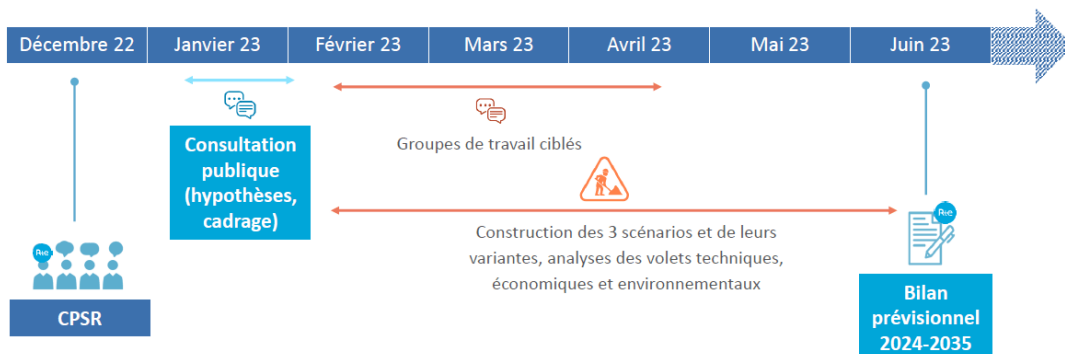 Décembre 22 Janvier 23 Février 23 Mars 23 Avril 23 Mai 23 Juin 23
Consultation
publique
(hypothèses,
cadrage)
Groupes de travail ciblés
Construction des 3 scénarios et de leurs
variantes, analyses des volets techniques,
économiques et environnementaux
Rte
CPSR
Rte
Bilan
prévisionnel
2024-2035